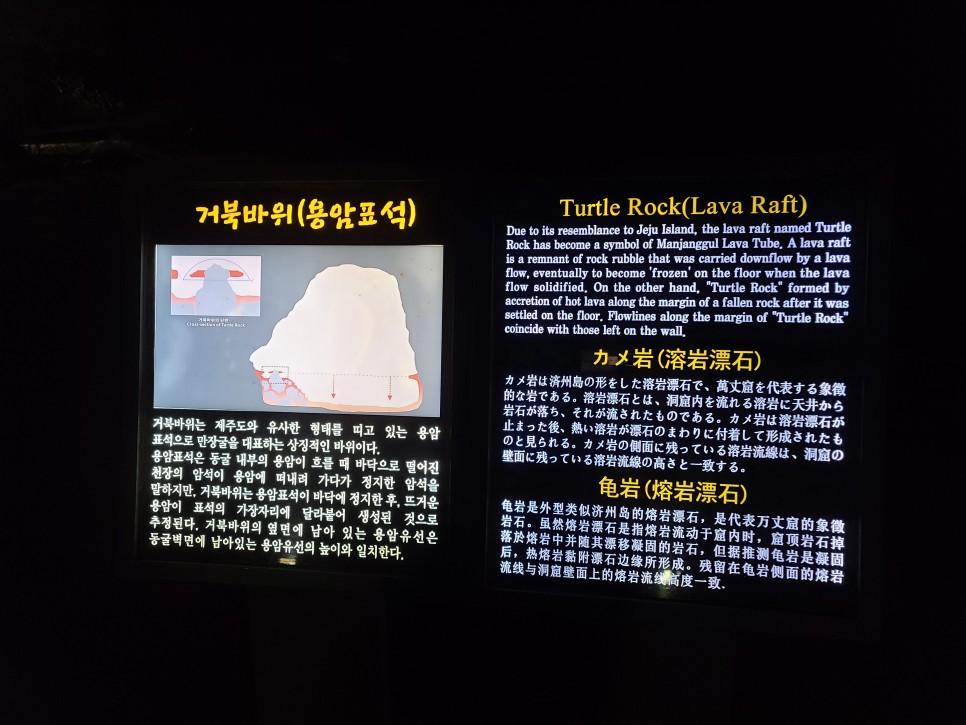 거북바위(용암표석)
거북바위의 단면
Cross-section of Turtle Rock
거북바위는 제주도와 유사한 형태를 띠고 있는 용암
표석으로 만장굴을 대표하는 상징적인 바위이다.
용암표석은 동굴 내부의 용암이 흐를 때 바닥으로 떨어진
천장의 암석이 용암에 떠내려 가다가 정지한 암석을
말하지만, 거북바위는 용암표석이 바닥에 정지한 후, 뜨거운
용암이 표석의 가장자리에 달라붙어 생성된 것으로
추정된다. 거북바위의 옆면에 남아 있는 용암유선은
동굴벽면에 남아있는 용암유선의 높이와 일치한다.
Turtle Rock(Lava Raft)
Due to its resemblance to Jeju Island, the lava raft named Turtle
Rock has become a symbol of Manjanggul Lava Tube. A lava raft
is a remnant of rock rubble that was carried downflow by a lava
flow, eventually to become 'frozen' on the floor when the lava
flow solidified. On the other hand, "Turtle Rock" formed by
accretion of hot lava along the margin of a fallen rock after it was
settled on the floor. Flowlines along the margin of "Turtle Rock"
coincide with those left on the wall.
カメ岩(溶岩漂石)
カメ岩は済州島の形をした溶岩漂石で、萬丈窟を代表する象徴
的な岩である。溶岩漂石とは、洞窟内を流れる溶岩に天井から
岩石が落ち、それが流されたものである。カメ岩は溶岩漂石が
止まった後、熱い溶岩が漂石のまわりに付着して形成されたも
のと見られる。カメ岩の側面に残っている溶岩流線は、洞窟の
壁面に残っている溶岩流線の高さと一致する。
龟岩(熔岩漂石)
龟岩是外型类似济州岛的熔岩漂石，是代表万丈窟的象徵
岩石。虽然熔岩漂石是指熔岩流动于窟内时，窟顶岩石掉
落於熔岩中并随其漂移凝固的岩石，但据推测龟岩是凝固
后，热熔岩黏附漂石边缘所形成。残留在龟岩侧面的熔岩
流线与洞窟壁面上的熔岩流线高度一致.